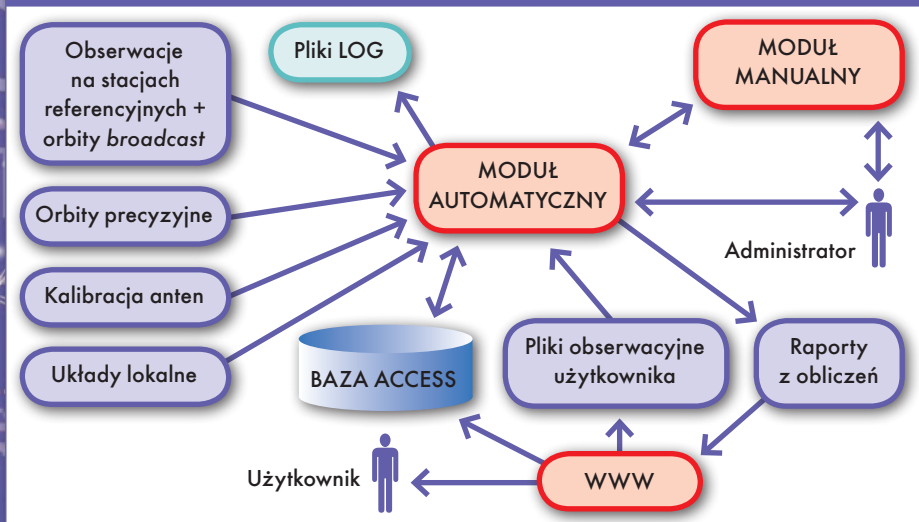 Obserwacje
na stacjach
referencyjnych +
orbity broadcast
Pliki LOG
MODUŁ
MANUALNY
MODUŁ
AUTOMATYCZNY
Orbity precyzyjne
Administrator
Kalibracja anten
Układy lokalne
BAZA ACCESS
Pliki obserwacyjne
użytkownika
Raporty
z obliczeń
Użytkownik
WWW